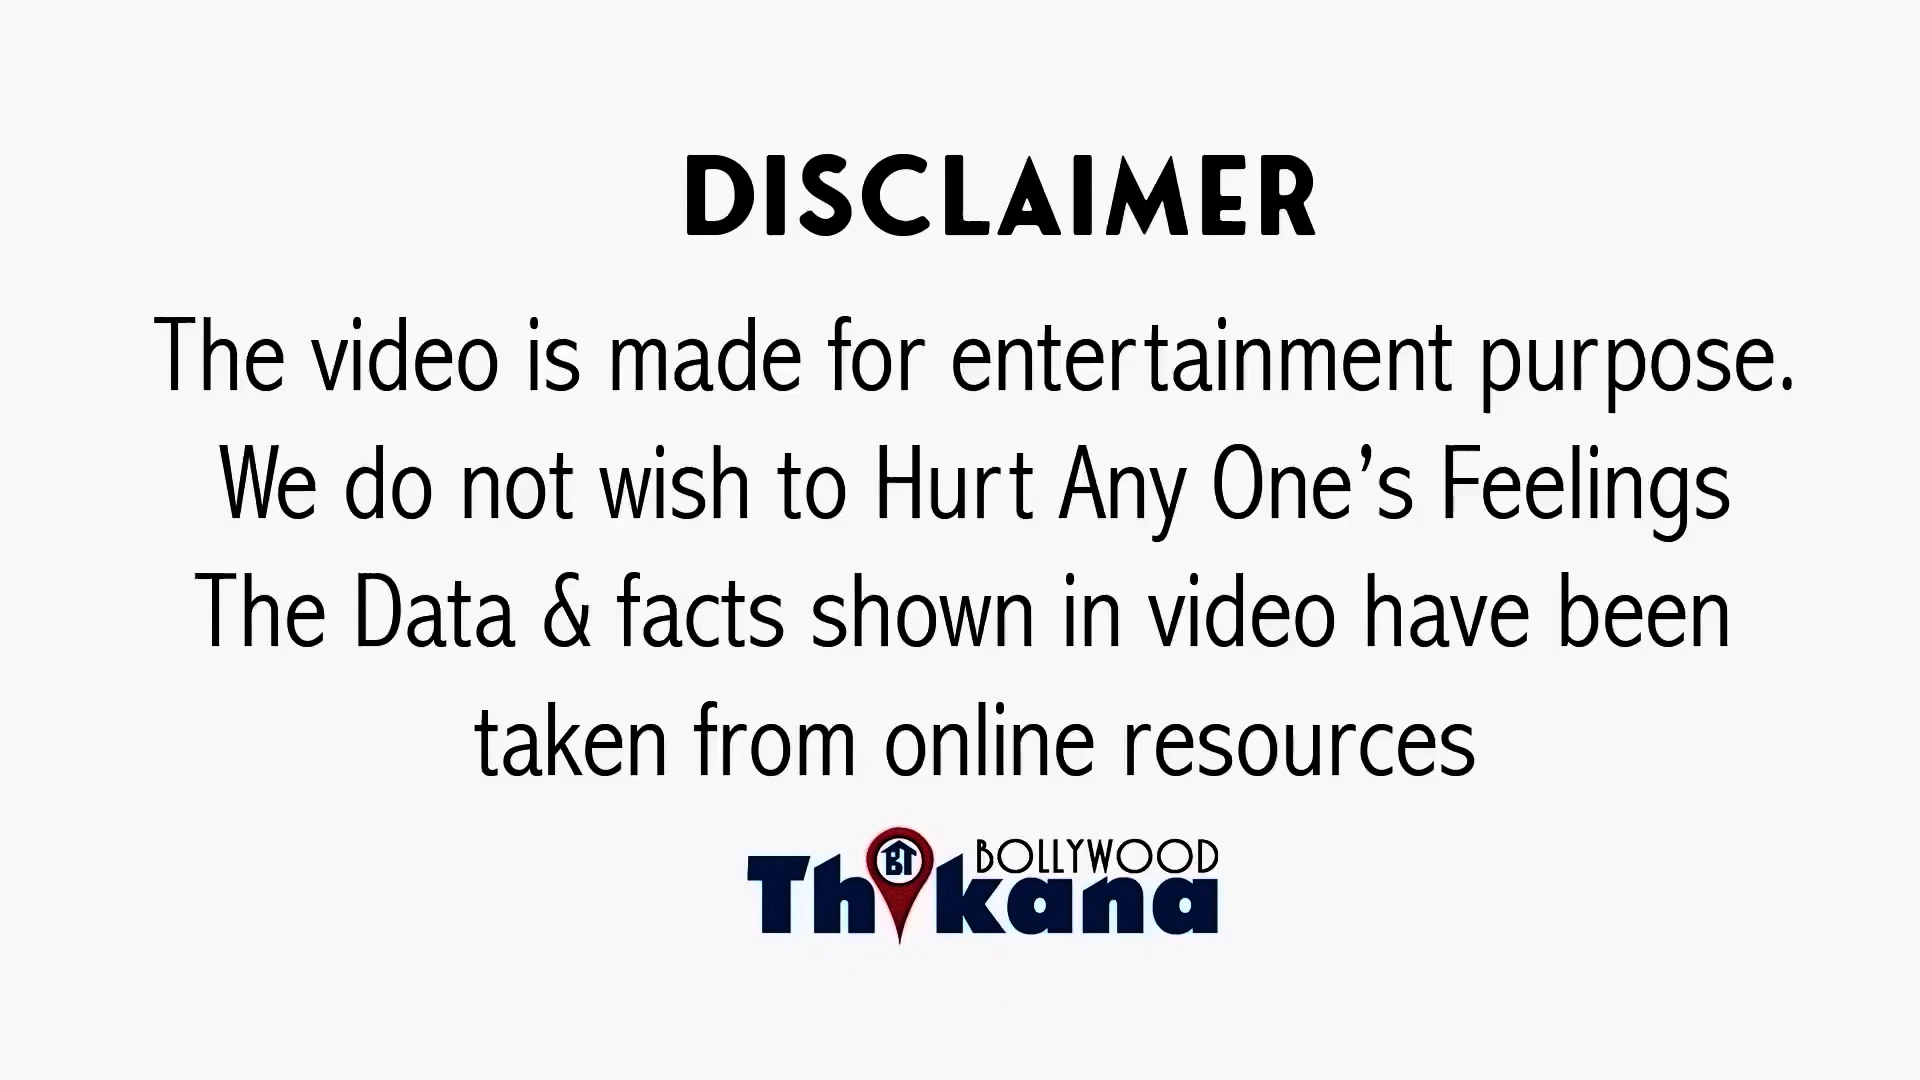 DISCLAIMER
The video is made for entertainment purpose.
We do not wish to Hurt Any One’s Feelings
The Data & facts shown in video have been
taken from online resources
BOLLYWOOD
BT
Thikana